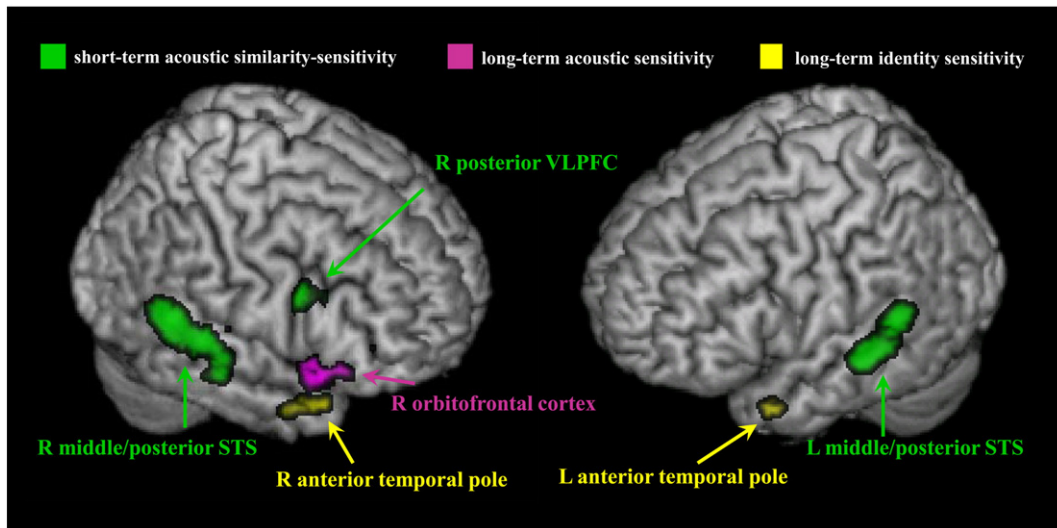 short-term acoustic similarity-sensitivity
long-term acoustic sensitivity
long-term identity sensitivity
R posterior VLPFC
R orbitofrontal cortex
R middle/posterior STS
L middle/posterior STS
R anterior temporal pole
L anterior temporal pole